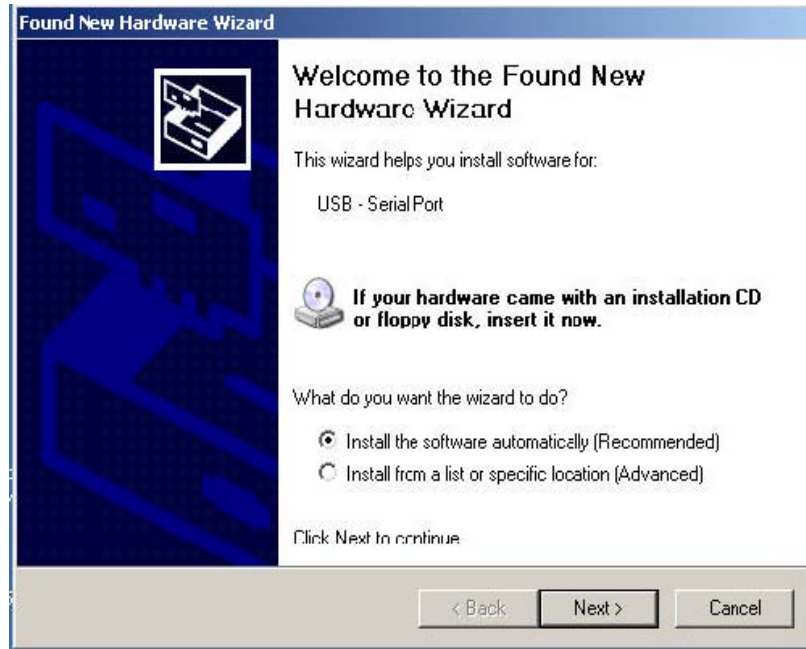 Found New Hardware Wizard
Welcome to the Found New
Hardware Wizard
This wizard helps you install software for:
USB - Serial Port
If your hardware came with an installation CD
or floppy disk, insert it now.
What do you want the wizard to do?
Install the software automatically (Recommended)
Install from a list or specific location (Advanced)
Click Next to continue
< Back
Next >
Cancel